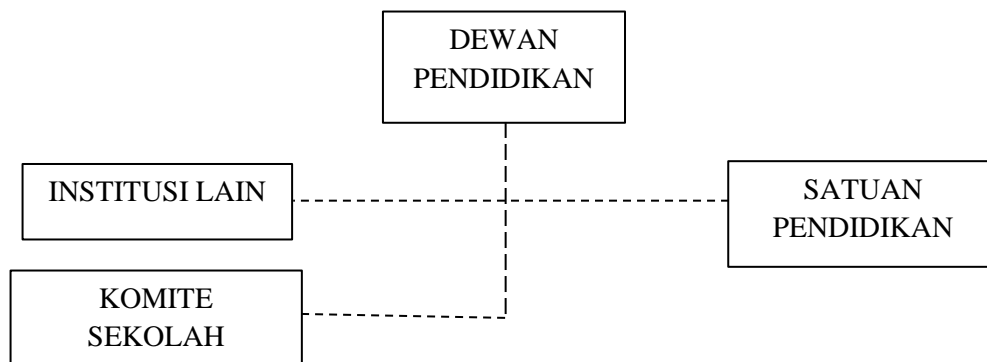 DEWAN
PENDIDIKAN
INSTITUSI LAIN
SATUAN
PENDIDIKAN
KOMITE
SEKOLAH